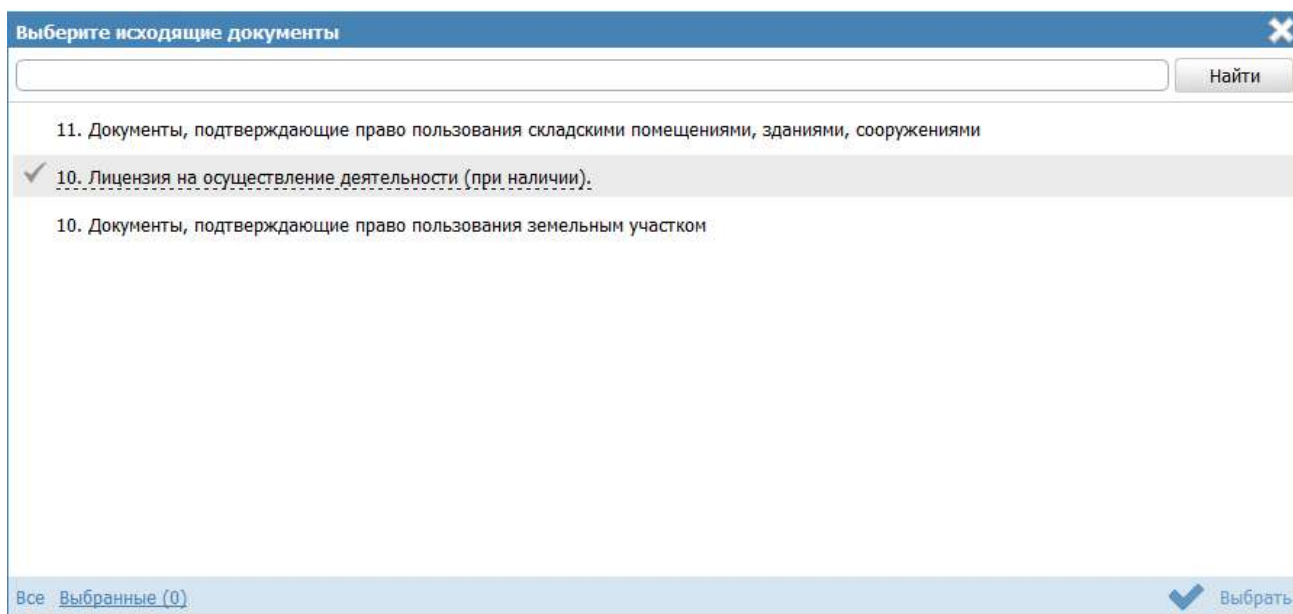 Выберите исходящие документы
Найти
11. Документы, подтверждающие право пользования складскими помещениями, зданиями, сооружениями
10. Лицензия на осуществление деятельности (при наличии).
10. Документы, подтверждающие право пользования земельным участком
Все Выбранные (0) Выбрать